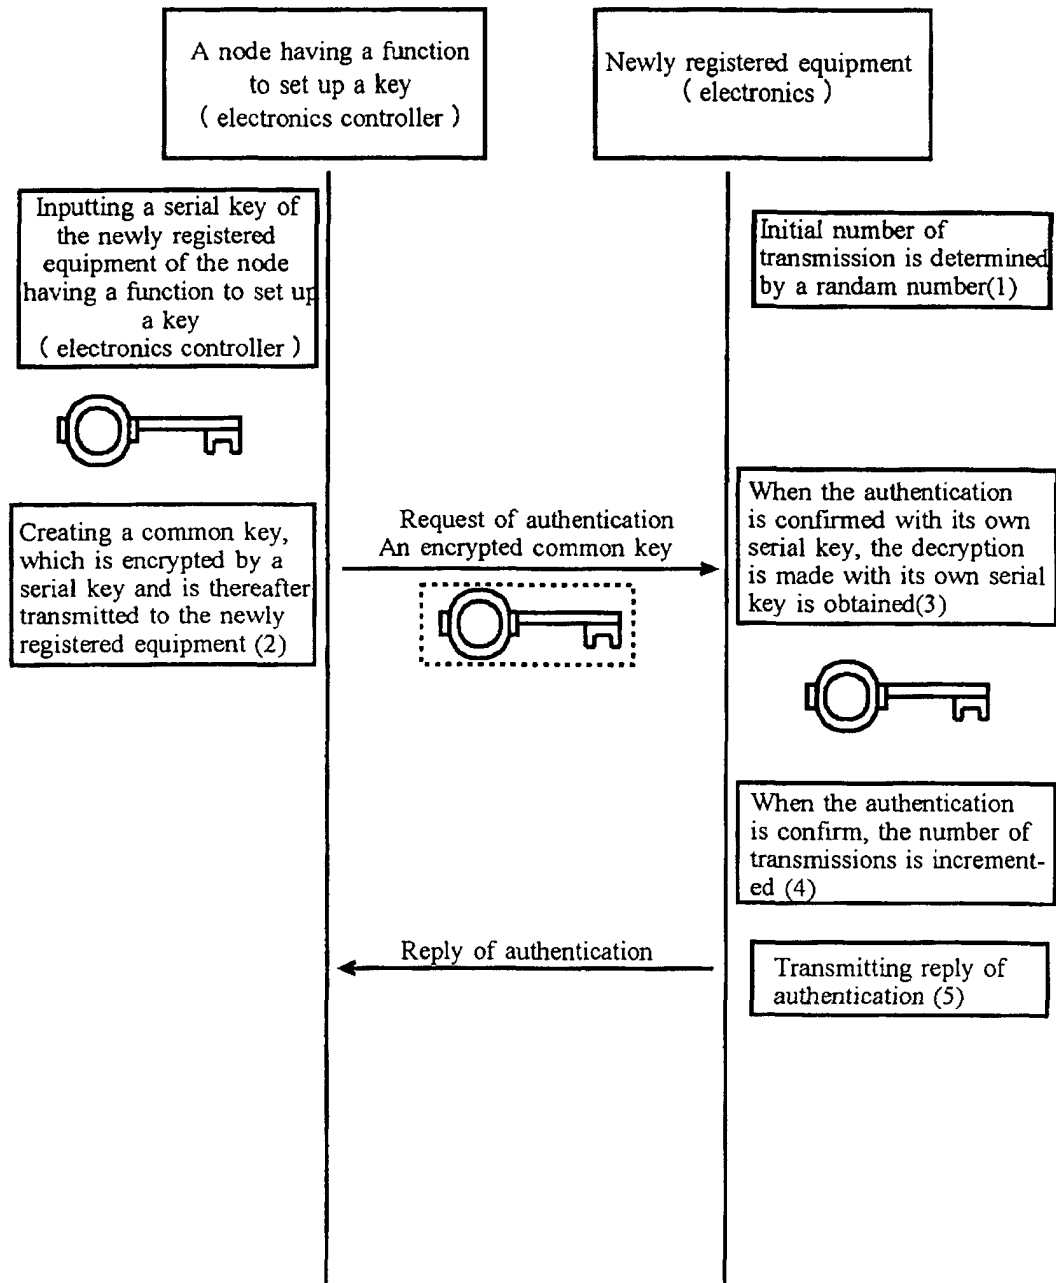 A node having a function
to set up a key
( electronics controller )
Newly registered equipment
( electronics )
Inputting a serial key of
the newly registered
equipment of the node
having a function to set up
a key
( electronics controller )
Initial number of
transmission is determined
by a randam number(1)
Creating a common key,
which is encrypted by a
serial key and is thereafter
transmitted to the newly
registered equipment (2)
Request of authentication
An encrypted common key
When the authentication
is confirmed with its own
serial key, the decryption
is made with its own serial
key is obtained(3)
When the authentication
is confirm, the number of
transmissions is increment-
ed (4)
Reply of authentication
Transmitting reply of
authentication (5)